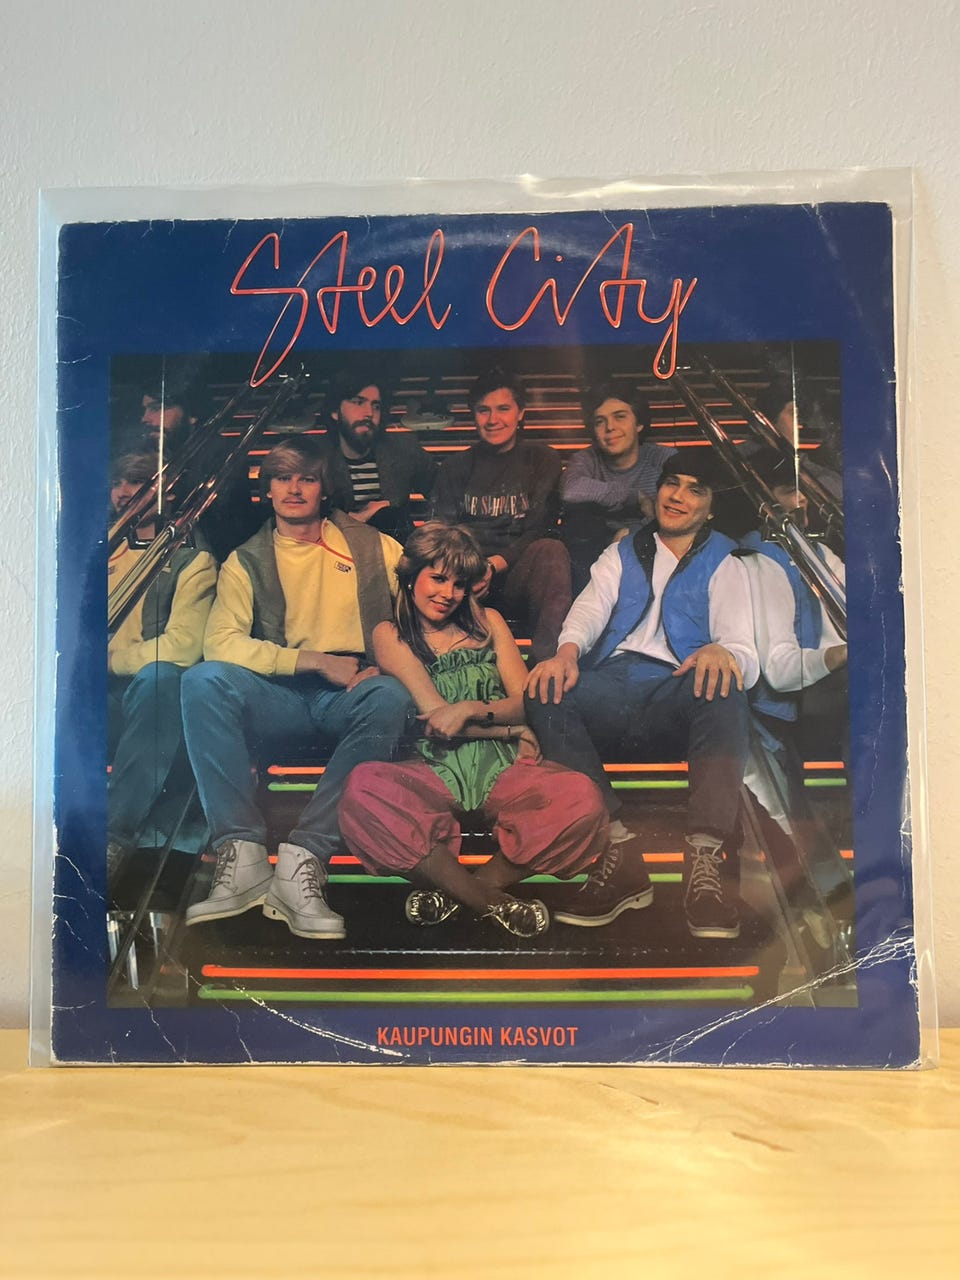 Steel City
KAUPUNGIN KASVOT